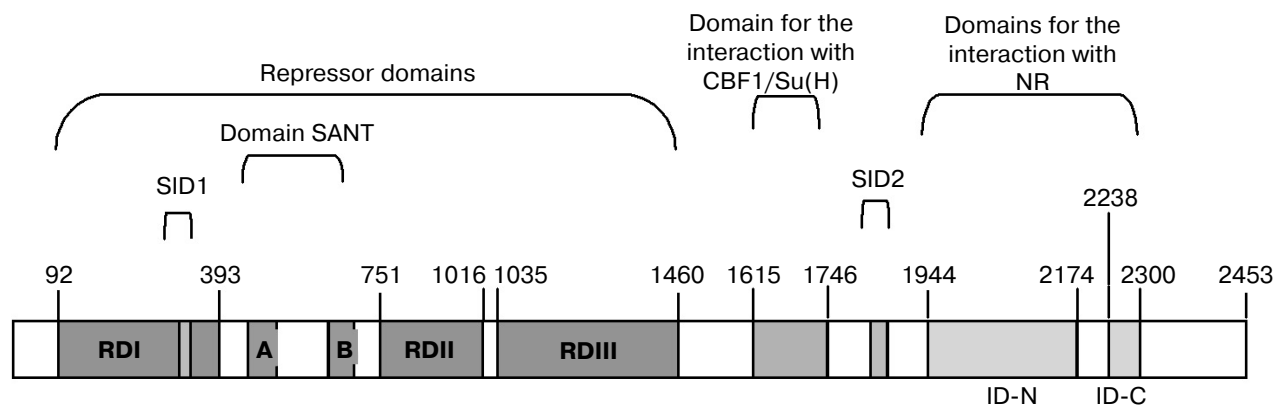 Domain for the
interaction with
CBF1/Su(H)
Domains for the
interaction with
NR
Repressor domains
Domain SANT
SID1
SID2
2238
92 393 751 1016 1035 1460 1615 1746 1944 2174 2300 2453
RDI A B RDII RDIII
ID-N ID-C